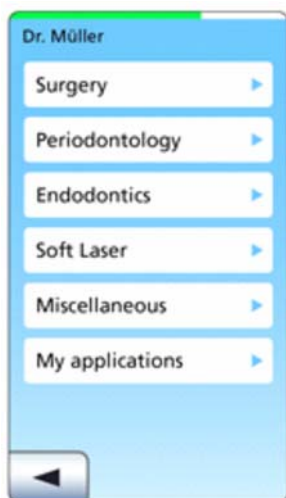 Dr. Müller
Surgery
Periodontology
Endodontics
Soft Laser
Miscellaneous
My applications